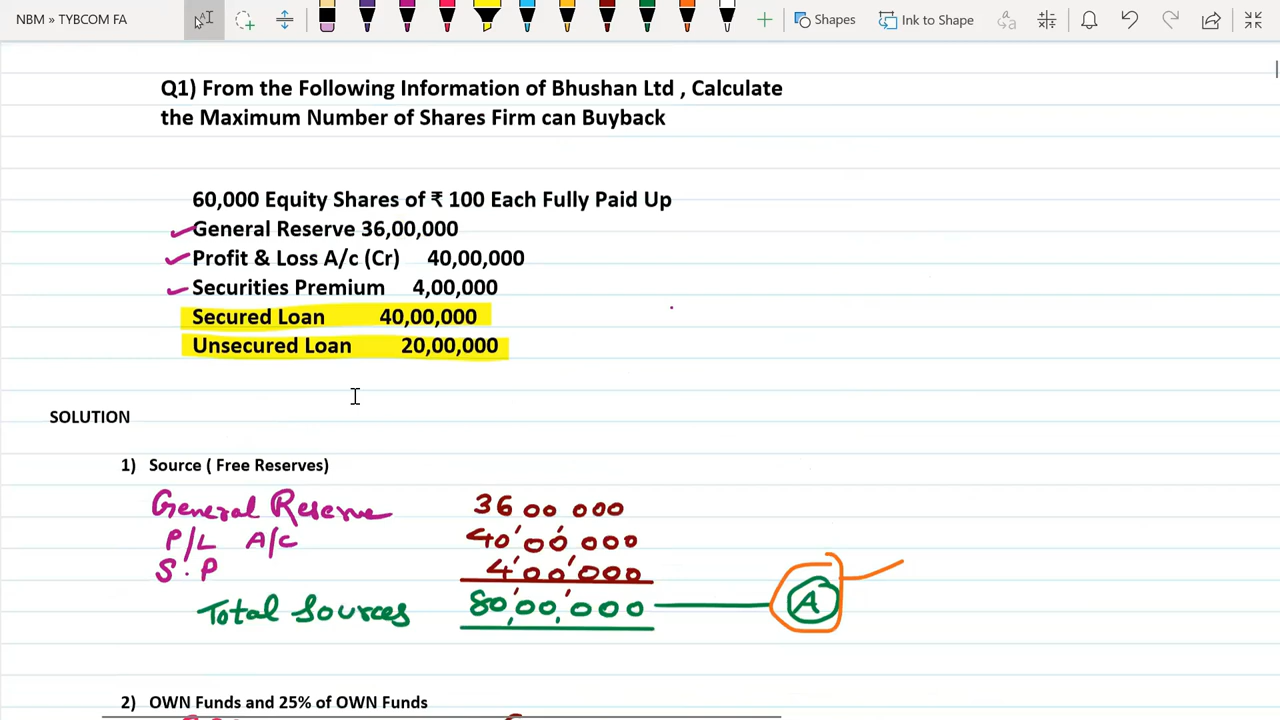 NBM » TYBCOM FA
Shapes
Ink to Shape
Q1) From the Following Information of Bhushan Ltd , Calculate
the Maximum Number of Shares Firm can Buyback
60,000 Equity Shares of ₹ 100 Each Fully Paid Up
General Reserve 36,00,000
Profit & Loss A/c (Cr) 40,00,000
Securities Premium 4,00,000
Secured Loan 40,00,000
Unsecured Loan 20,00,000
SOLUTION
1) Source ( Free Reserves)
General Reserve 36,00,000
P/L A/C 40,00,000
S.P 4,00,000
Total Sources 80,00,000 A
2) OWN Funds and 25% of OWN Funds